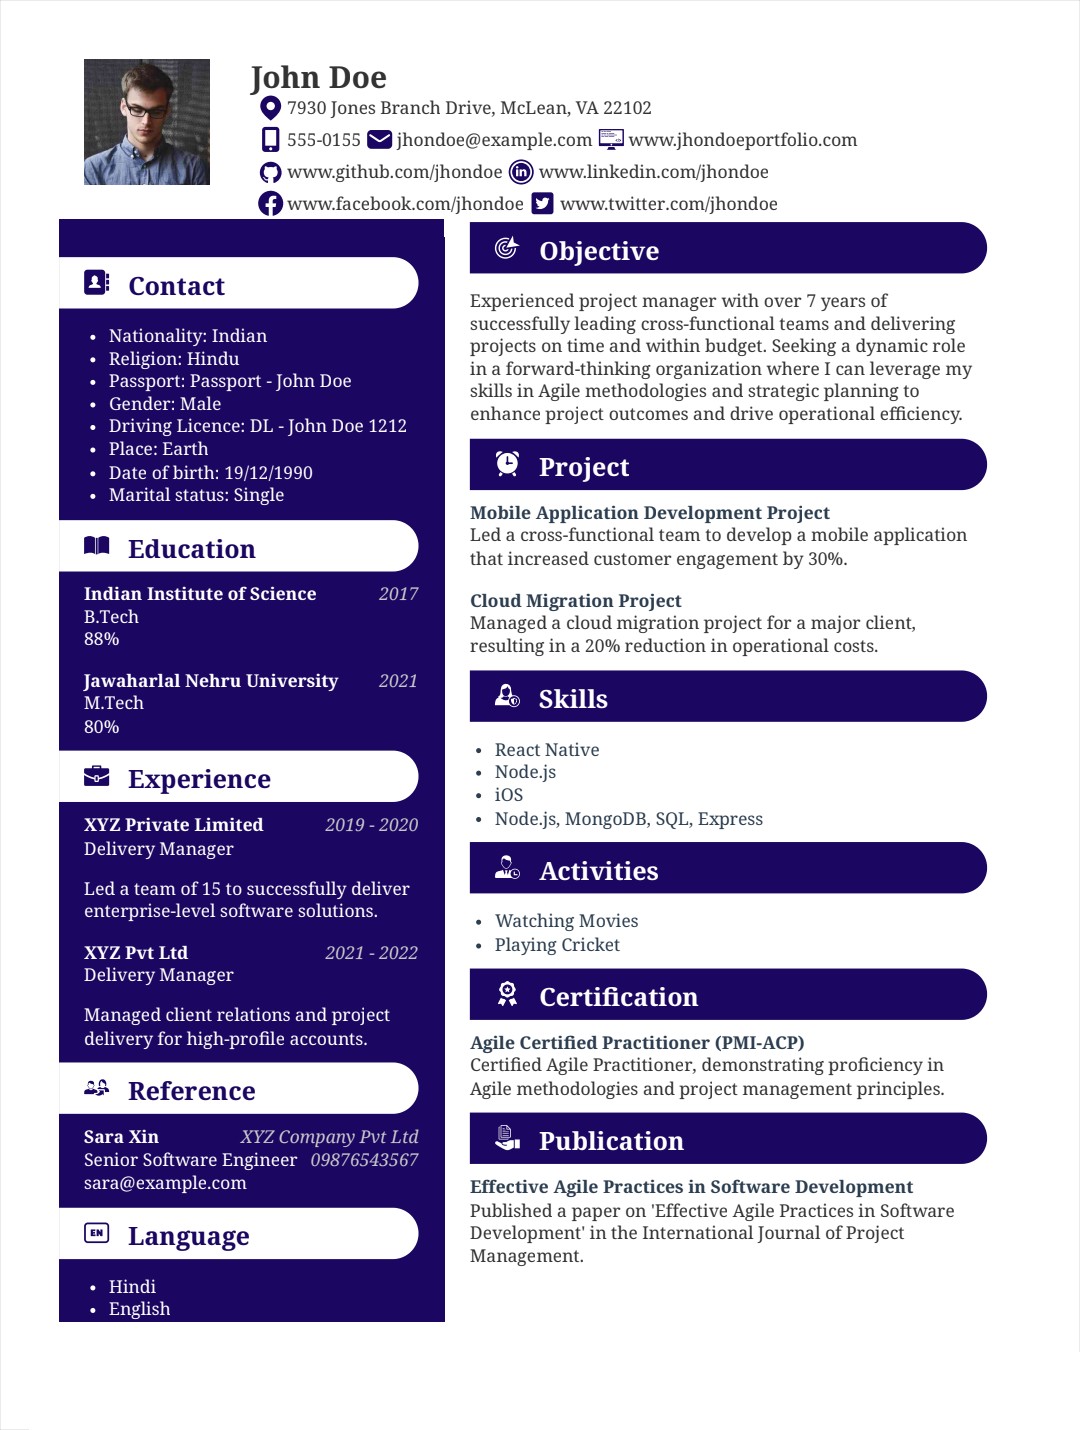 John Doe
7930 Jones Branch Drive, McLean, VA 22102
555-0155 jhondoe@example.com www.jhondoeportfolio.com
www.github.com/jhondoe www.linkedin.com/jhondoe
www.facebook.com/jhondoe www.twitter.com/jhondoe
Contact
• Nationality: Indian
• Religion: Hindu
• Passport: Passport - John Doe
• Gender: Male
• Driving Licence: DL - John Doe 1212
• Place: Earth
• Date of birth: 19/12/1990
• Marital status: Single
Education
Indian Institute of Science 2017
B.Tech
88%
Jawaharlal Nehru University 2021
M.Tech
80%
Experience
XYZ Private Limited 2019 - 2020
Delivery Manager
Led a team of 15 to successfully deliver
enterprise-level software solutions.
XYZ Pvt Ltd 2021 - 2022
Delivery Manager
Managed client relations and project
delivery for high-profile accounts.
Reference
Sara Xin XYZ Company Pvt Ltd
Senior Software Engineer 09876543567
sara@example.com
EN Language
• Hindi
• English
Objective
Experienced project manager with over 7 years of
successfully leading cross-functional teams and delivering
projects on time and within budget. Seeking a dynamic role
in a forward-thinking organization where I can leverage my
skills in Agile methodologies and strategic planning to
enhance project outcomes and drive operational efficiency.
Project
Mobile Application Development Project
Led a cross-functional team to develop a mobile application
that increased customer engagement by 30%.
Cloud Migration Project
Managed a cloud migration project for a major client,
resulting in a 20% reduction in operational costs.
Skills
• React Native
• Node.js
• iOS
• Node.js, MongoDB, SQL, Express
Activities
• Watching Movies
• Playing Cricket
Certification
Agile Certified Practitioner (PMI-ACP)
Certified Agile Practitioner, demonstrating proficiency in
Agile methodologies and project management principles.
Publication
Effective Agile Practices in Software Development
Published a paper on 'Effective Agile Practices in Software
Development' in the International Journal of Project
Management.